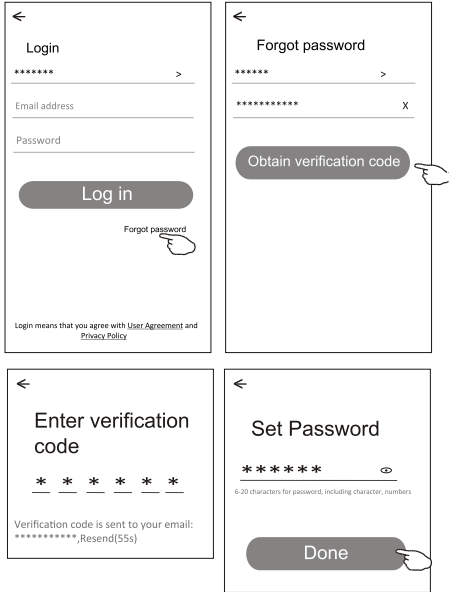 Login
******* >
Email address
Password
Log in
Forgot password
Login means that you agree with User Agreement and
Privacy Policy
Forgot password
****** >
*********** X
Obtain verification code
Enter verification
code
* * * * * *
Verification code is sent to your email:
***********,Resend(55s)
Set Password
******
6-20 characters for password, including character, numbers
Done